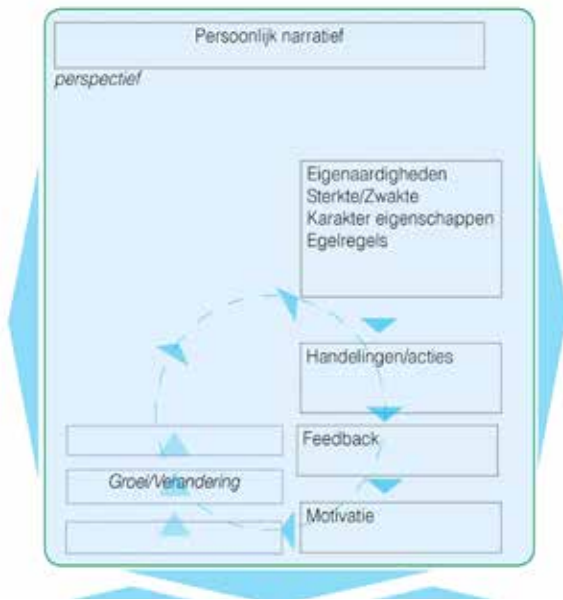 Persoonlijk narratief
perspectief
Eigenaardigheden
Sterkte/Zwakte
Karakter eigenschappen
Egelregels
Handelingen/acties
Feedback
Groei/Verandering
Motivatie